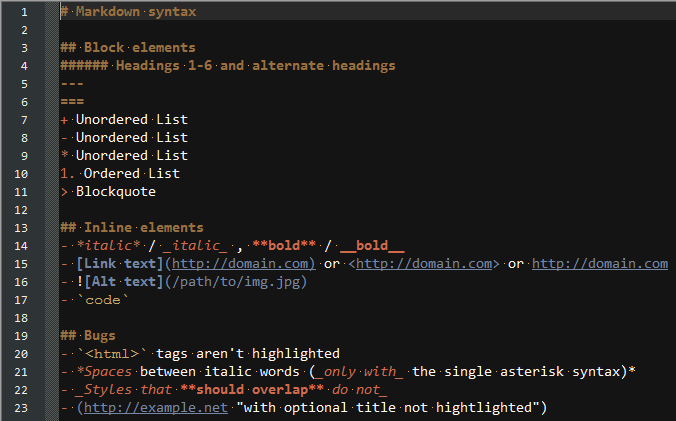 1 # Markdown syntax
2
3 ## Block elements
4 ###### Headings 1-6 and alternate headings
5 ---
6 ===
7 + Unordered List
8 - Unordered List
9 * Unordered List
10 1. Ordered List
11 > Blockquote
12
13 ## Inline elements
14 - *italic* / _italic_ , **bold** / __bold__
15 - [Link text](http://domain.com) or <http://domain.com> or http://domain.com
16 - ![Alt text](/path/to/img.jpg)
17 - `code`
18
19 ## Bugs
20 - `<html>` tags aren't highlighted
21 - *Spaces between italic words (_only with_ the single asterisk syntax)*
22 - _Styles that **should overlap** do not_
23 - (http://example.net "with optional title not hightlighted")